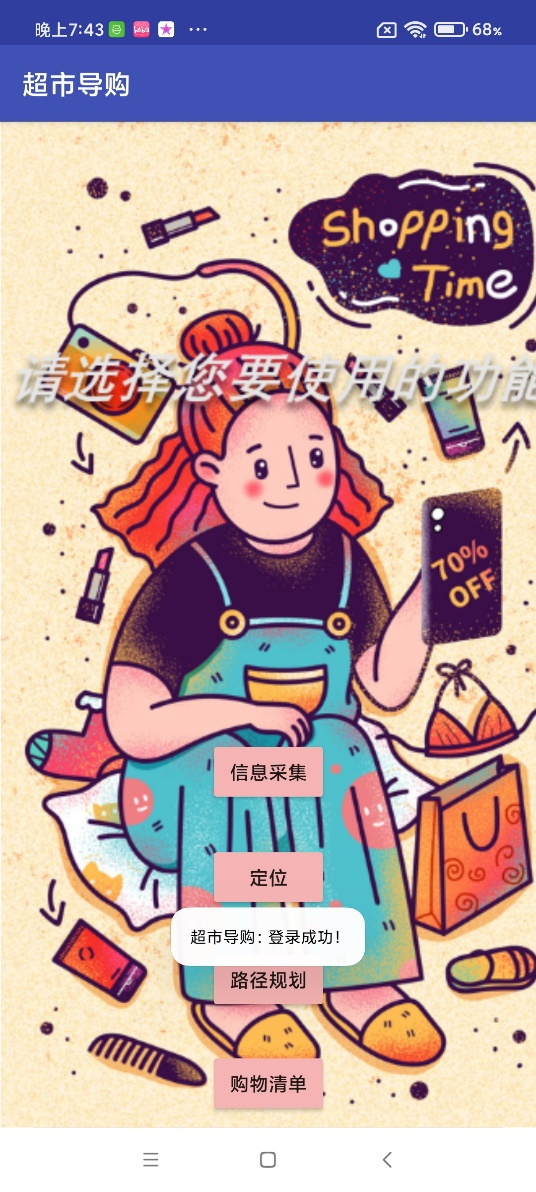 晚上7:43 ··· 68%
超市导购
Shopping
Time
请选择您要使用的功能
70%
OFF
信息采集
定位
超市导购: 登录成功!
路径规划
购物清单